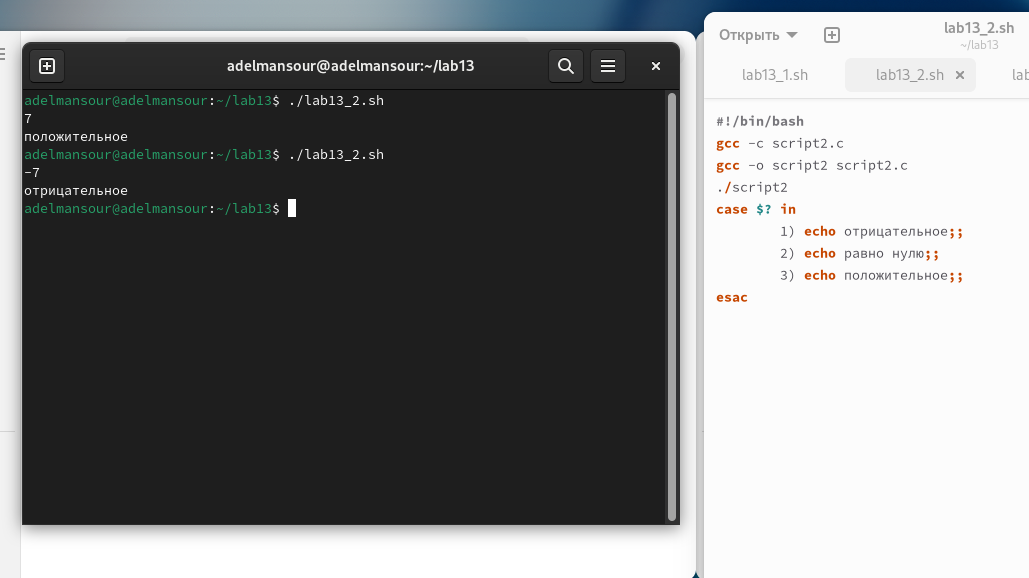 adelmansour@adelmansour:~/lab13
adelmansour@adelmansour:~/lab13$ ./lab13_2.sh
7
положительное
adelmansour@adelmansour:~/lab13$ ./lab13_2.sh
-7
отрицательное
adelmansour@adelmansour:~/lab13$
Открыть
lab13_2.sh
~/lab13
lab13_1.sh
lab13_2.sh
lab
#!/bin/bash
gcc -c script2.c
gcc -o script2 script2.c
./script2
case $? in
1) echo отрицательное;;
2) echo равно нулю;;
3) echo положительное;;
esac